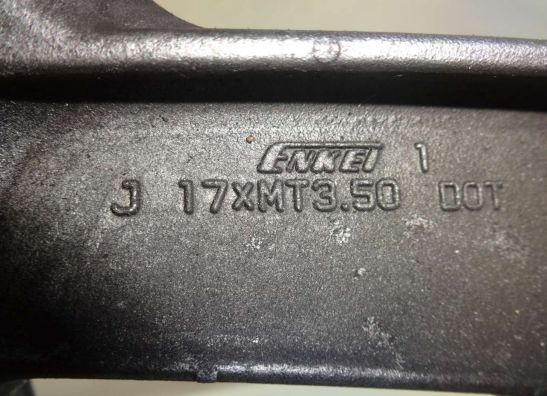 ENKEI 1
J 17xMT3.50 DOT